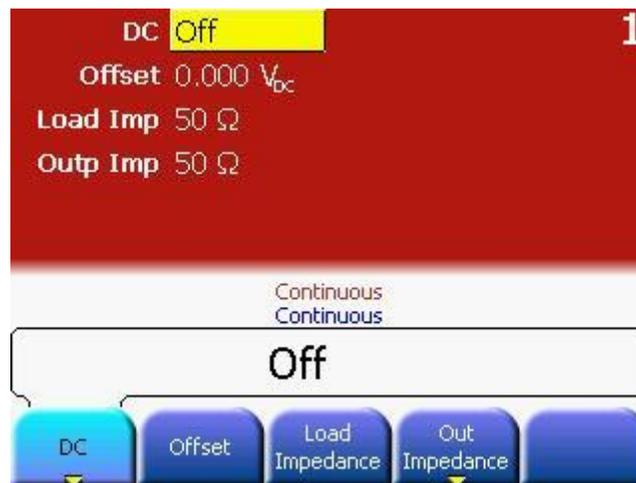 DC Off
1
Offset 0.000 VDC
Load Imp 50 Ω
Outp Imp 50 Ω
Continuous
Continuous
Off
DC
Offset
Load
Impedance
Out
Impedance